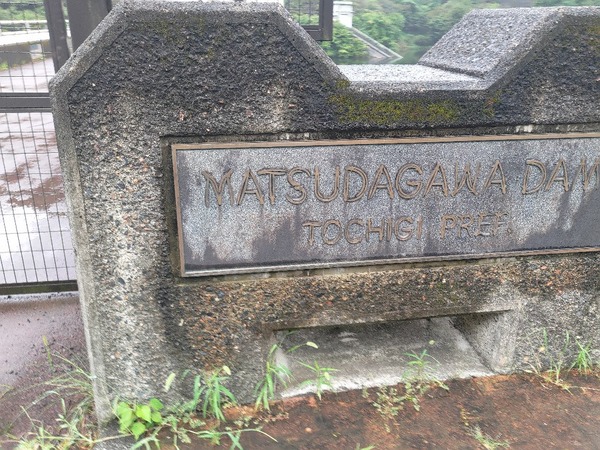 MATSUDAGAWA DAM
TOCHIGI PREF.